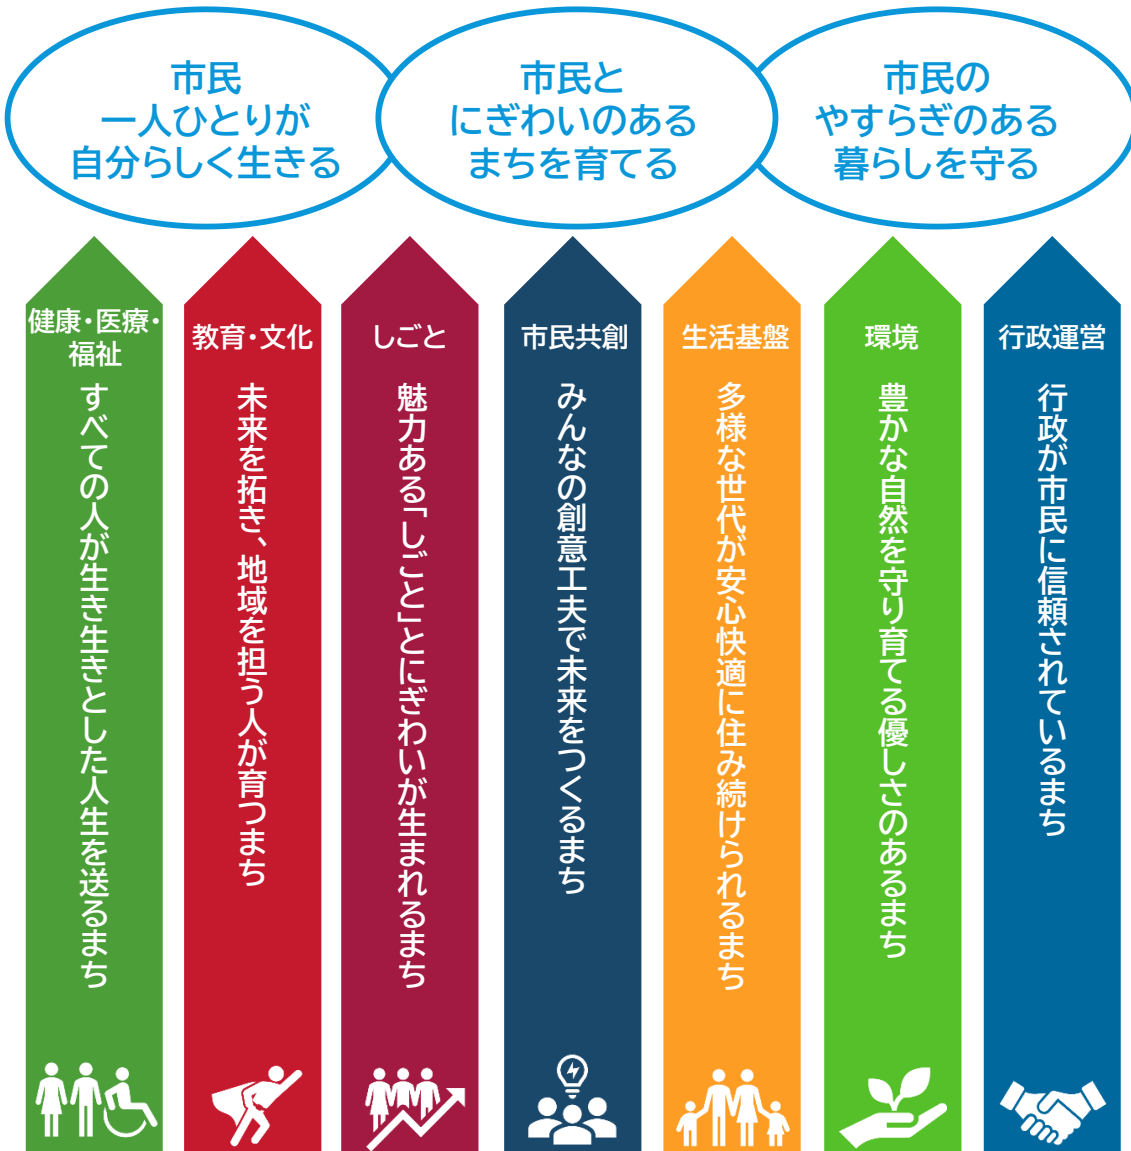 市民
一人ひとりが
自分らしく生きる
市民と
にぎわいのある
まちを育てる
市民の
やすらぎのある
暮らしを守る
健康・医療・
福祉
すべての人が生き生きとした人生を送るまち
教育・文化
未来を拓き、地域を担う人が育つまち
しごと
魅力ある「しごと」とにぎわいが生まれるまち
市民共創
みんなの創意工夫で未来をつくるまち
生活基盤
多様な世代が安心快適に住み続けられるまち
環境
豊かな自然を守り育てる優しさのあるまち
行政運営
行政が市民に信頼されているまち